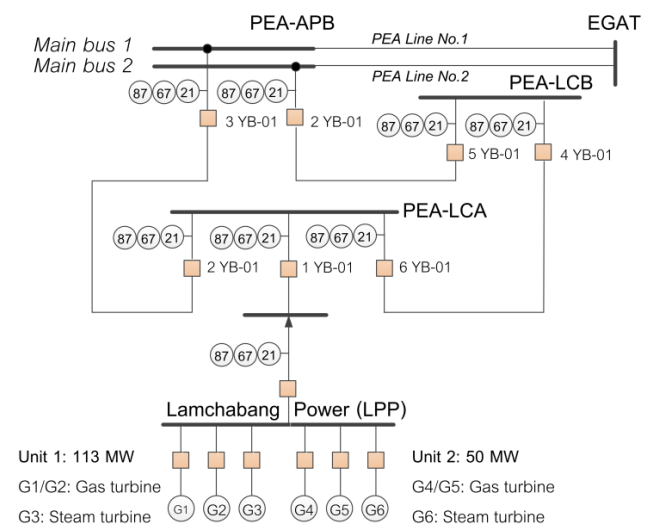 PEA-APB
EGAT
Main bus 1
PEA Line No.1
Main bus 2
PEA Line No.2
PEA-LCB
87 67 21
87 67 21
3 YB-01
2 YB-01
87 67 21
87 67 21
5 YB-01
4 YB-01
PEA-LCA
87 67 21
87 67 21
87 67 21
2 YB-01
1 YB-01
6 YB-01
87 67 21
Lamchabang Power (LPP)
Unit 1: 113 MW
G1/G2: Gas turbine
G3: Steam turbine
G1 G2 G3 G4 G5 G6
Unit 2: 50 MW
G4/G5: Gas turbine
G6: Steam turbine